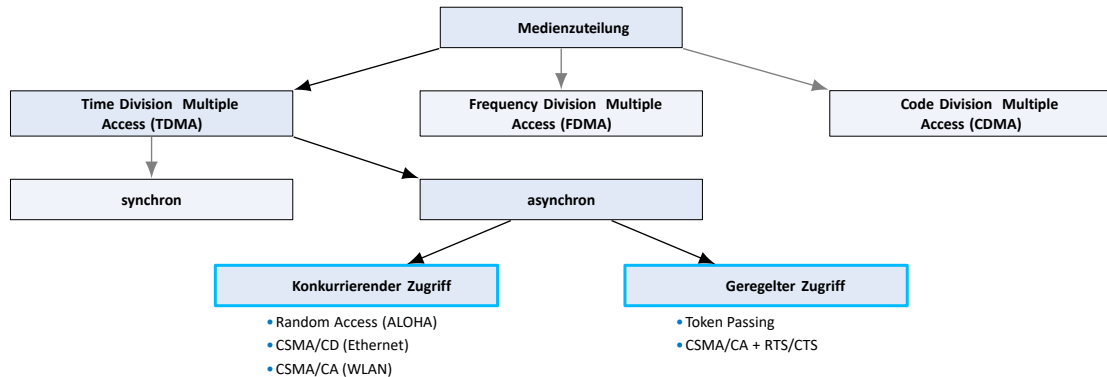 Medienzuteilung
Time Division Multiple
Access (TDMA)
Frequency Division Multiple
Access (FDMA)
Code Division Multiple
Access (CDMA)
synchron
asynchron
Konkurrierender Zugriff
• Random Access (ALOHA)
• CSMA/CD (Ethernet)
• CSMA/CA (WLAN)
Geregelter Zugriff
• Token Passing
• CSMA/CA + RTS/CTS